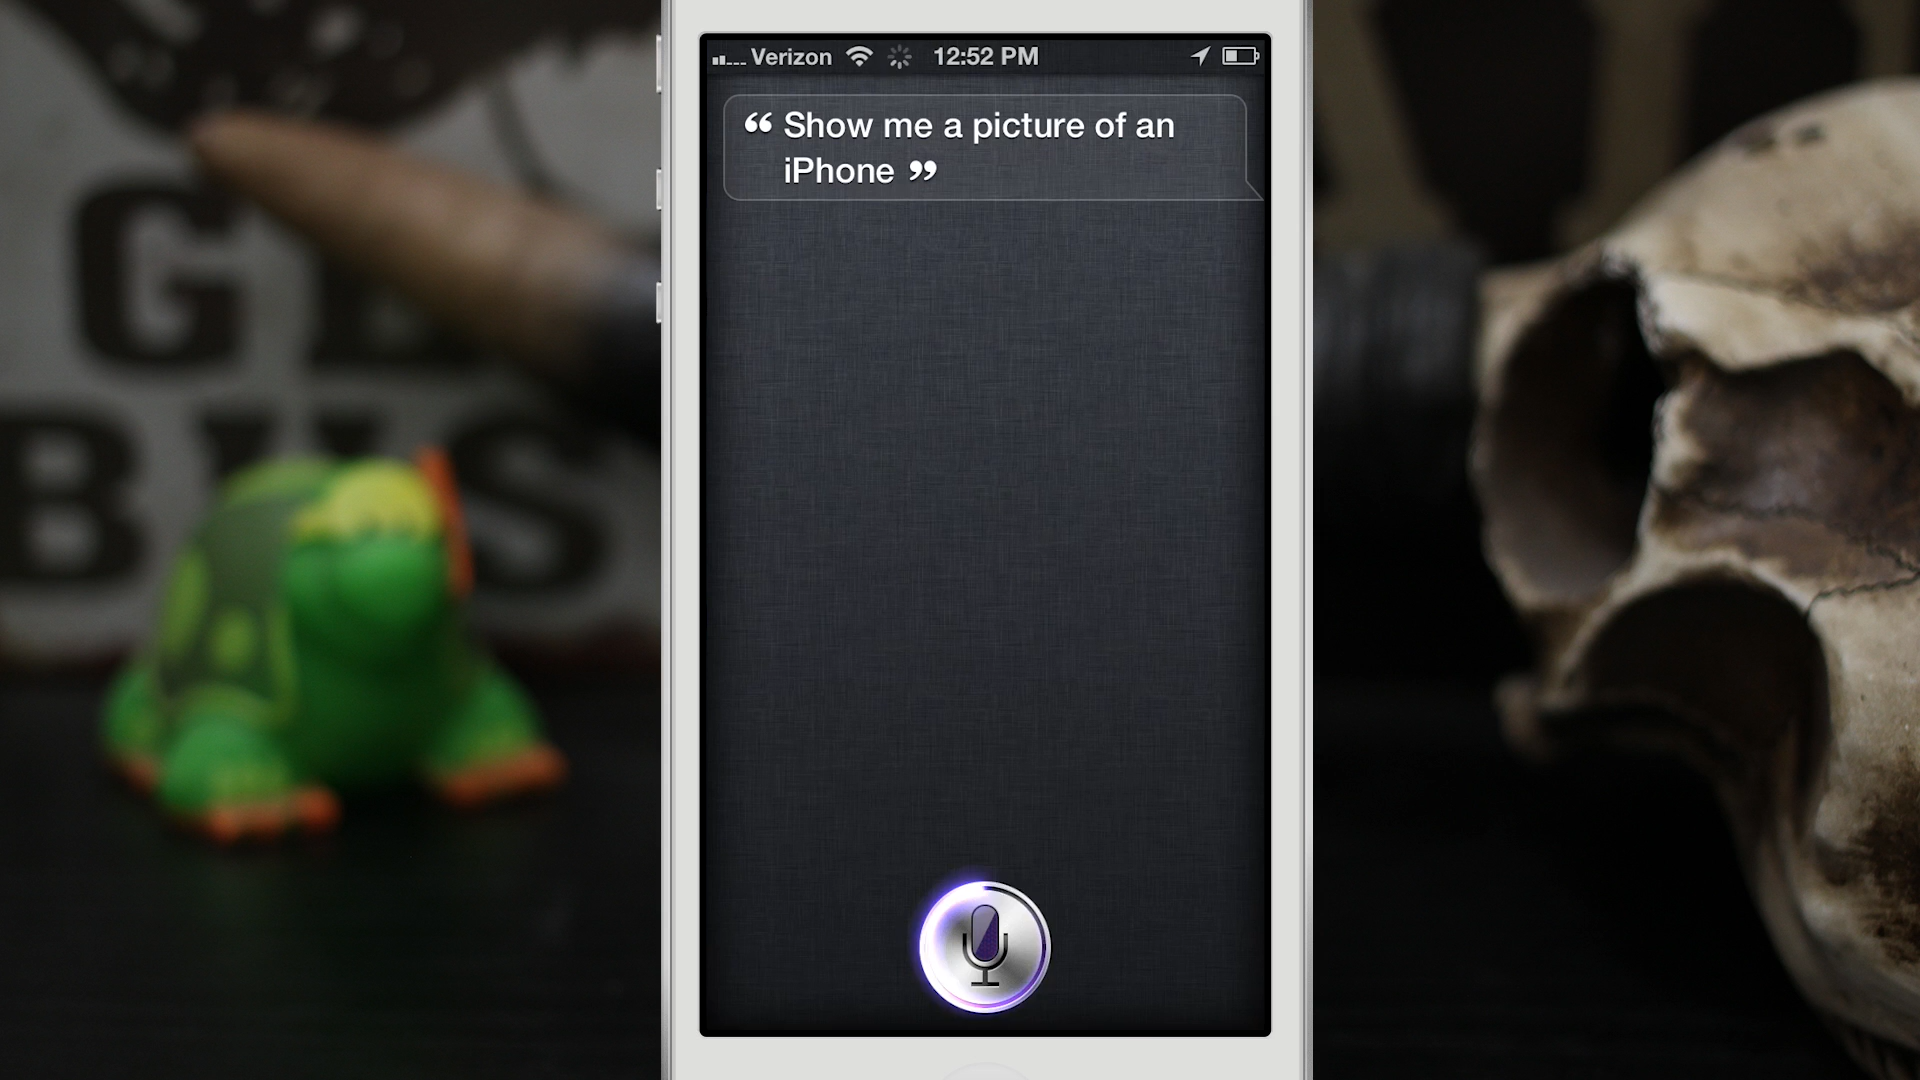 Verizon 12:52 PM
“ Show me a picture of an
iPhone ”